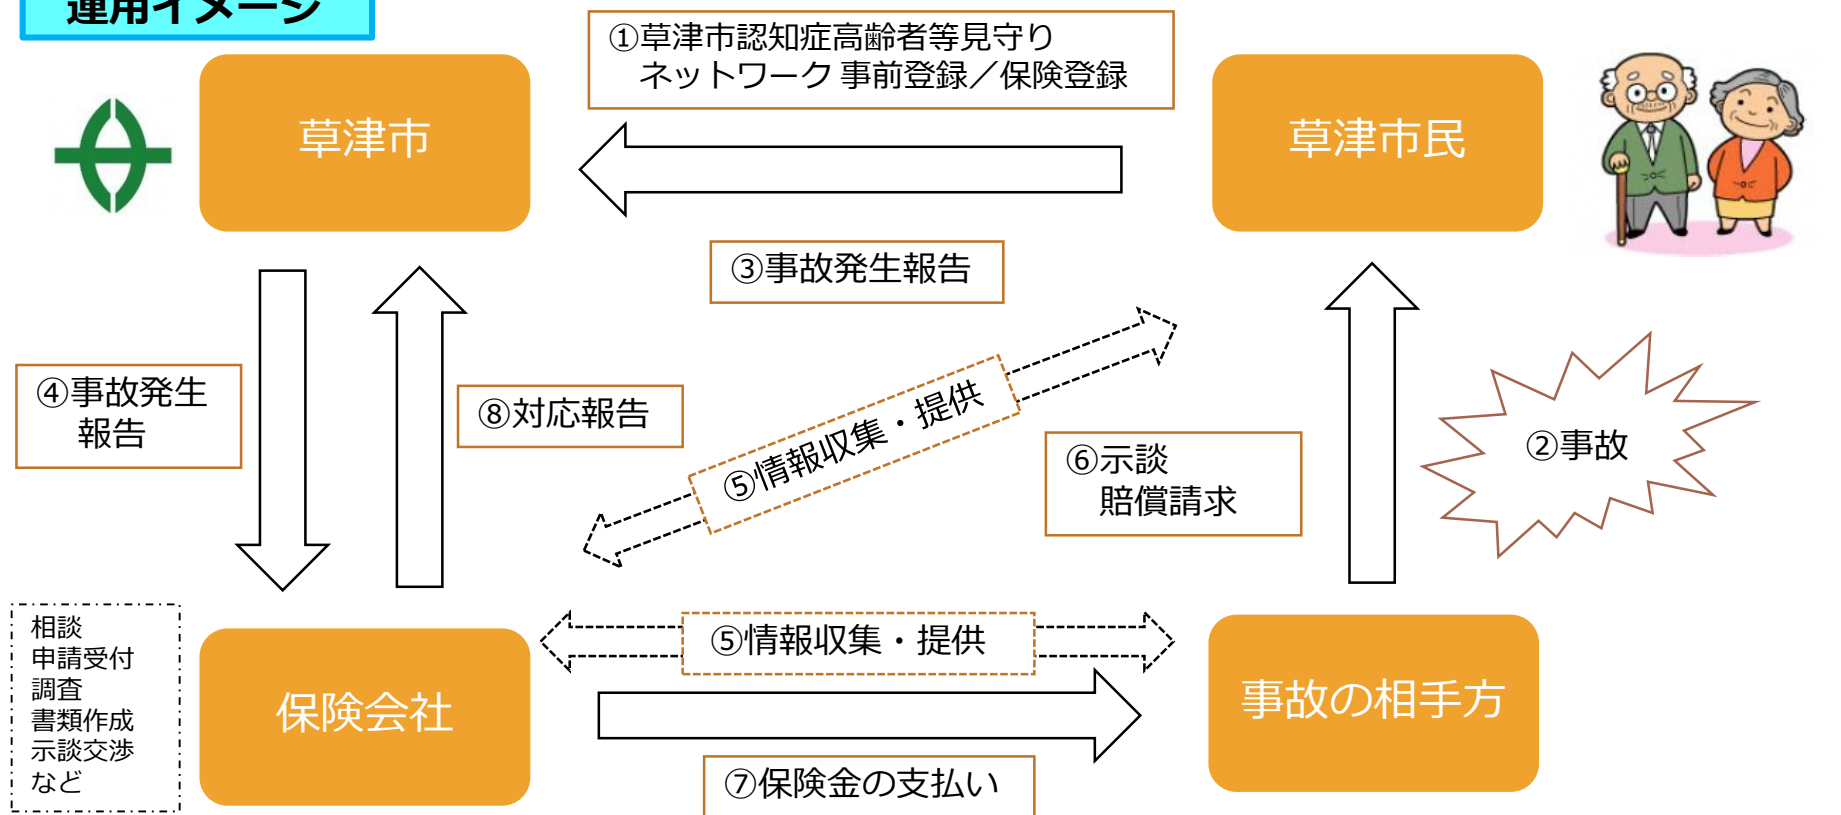 運用イメージ
①草津市認知症高齢者等見守り
ネットワーク 事前登録／保険登録
草津市
草津市民
③事故発生報告
④事故発生
報告
⑧対応報告
⑤情報収集・提供
⑥示談
賠償請求
②事故
相談
申請受付
調査
書類作成
示談交渉
など
保険会社
⑤情報収集・提供
事故の相手方
⑦保険金の支払い